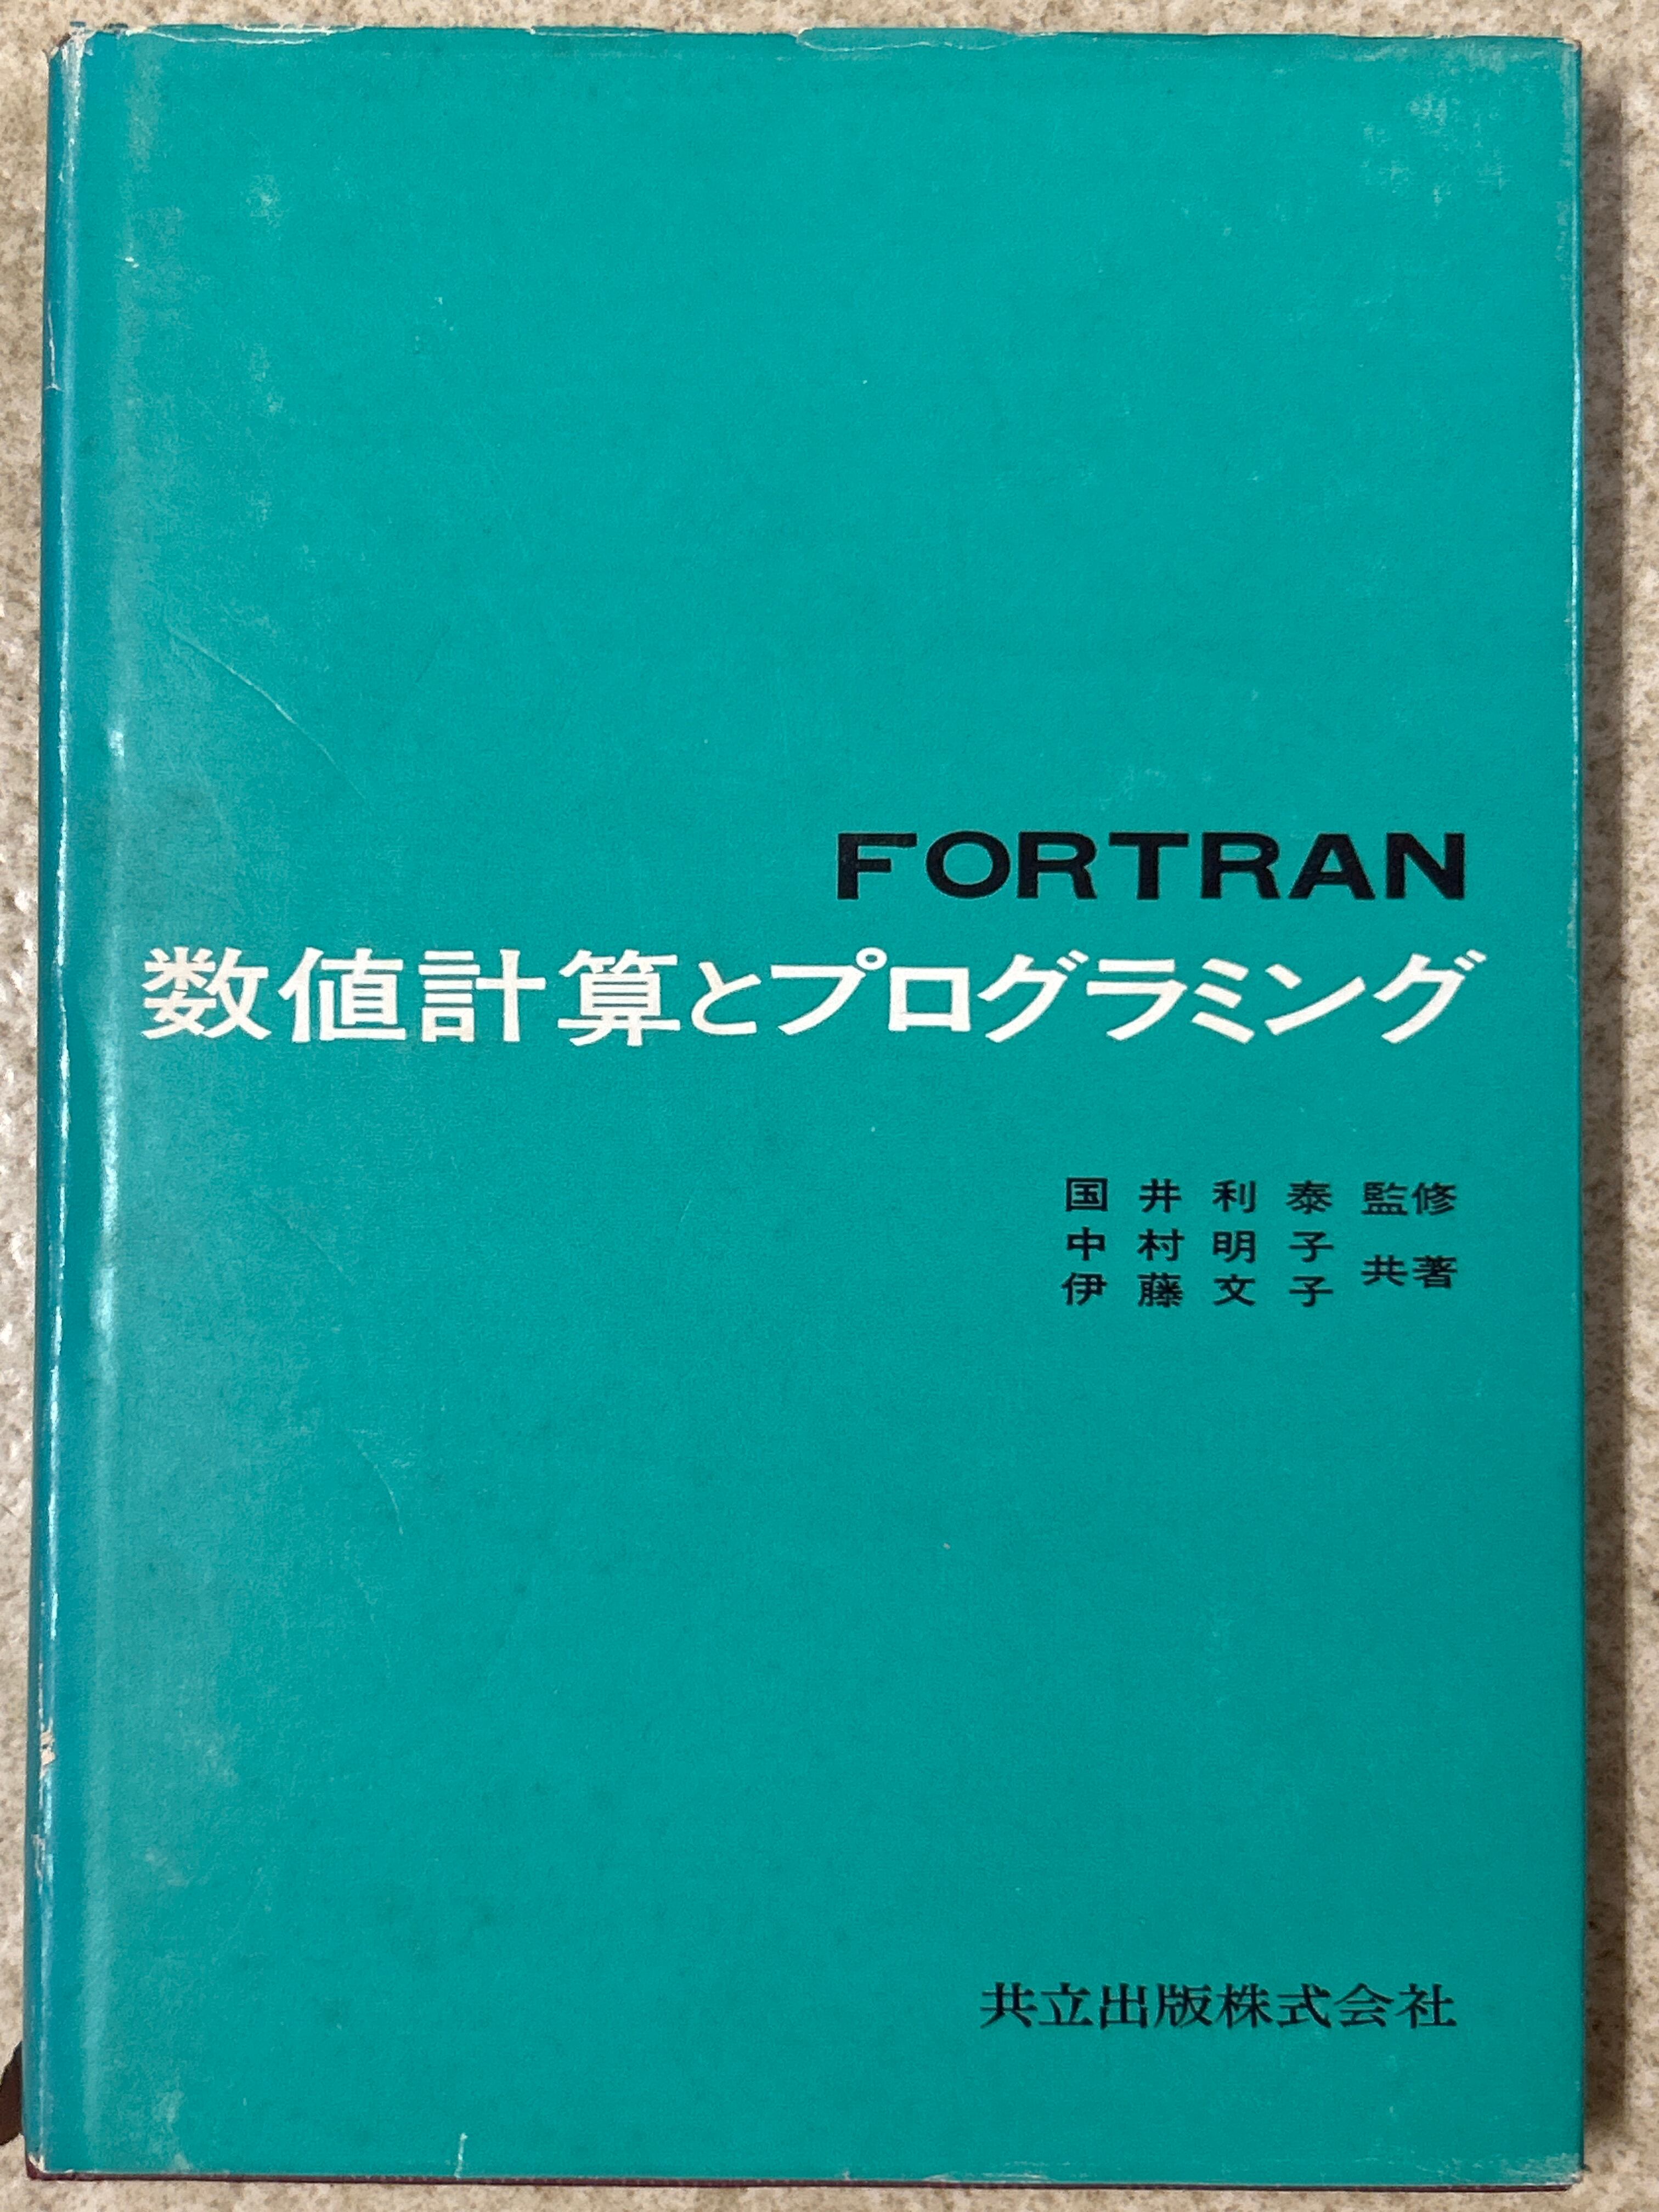 FORTRAN
数値計算とプログラミング
国井利泰 監修
中村明子
伊藤文子 共著
共立出版株式会社